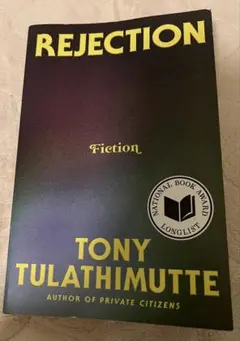 REJECTION
Fiction
NATIONAL BOOK AWARD
LONGLIST
TONY
TULATHIMUTTE
AUTHOR OF PRIVATE CITIZENS